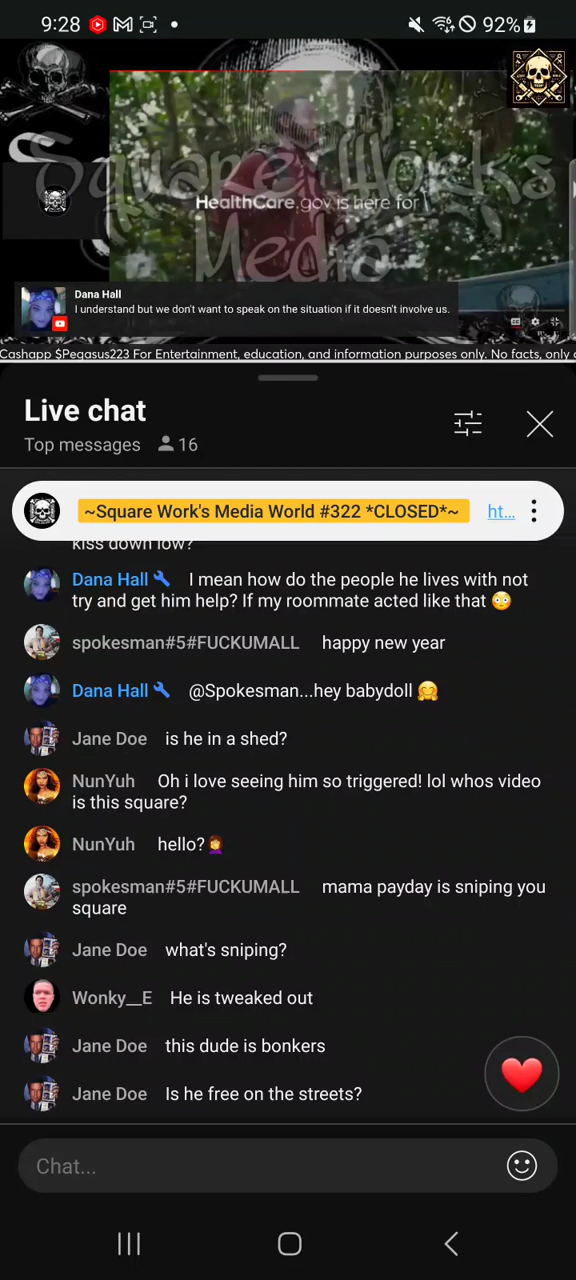 9:28
92%
Square Works
Media
HealthCare.gov is here for
Dana Hall
I understand but we don't want to speak on the situation if it doesn't involve us.
Cashapp $Pegasus223 For Entertainment, education, and information purposes only. No facts, only
Live chat
Top messages 16
~Square Work's Media World #322 *CLOSED*~ ht...
kiss down low?
Dana Hall I mean how do the people he lives with not
try and get him help? If my roommate acted like that 😳
spokesman#5#FUCKUMALL happy new year
Dana Hall @Spokesman...hey babydoll 🤗
Jane Doe is he in a shed?
NunYuh Oh i love seeing him so triggered! lol whos video
is this square?
NunYuh hello?🤦‍♀️
spokesman#5#FUCKUMALL mama payday is sniping you
square
Jane Doe what's sniping?
Wonky__E He is tweaked out
Jane Doe this dude is bonkers
Jane Doe Is he free on the streets?
Chat...